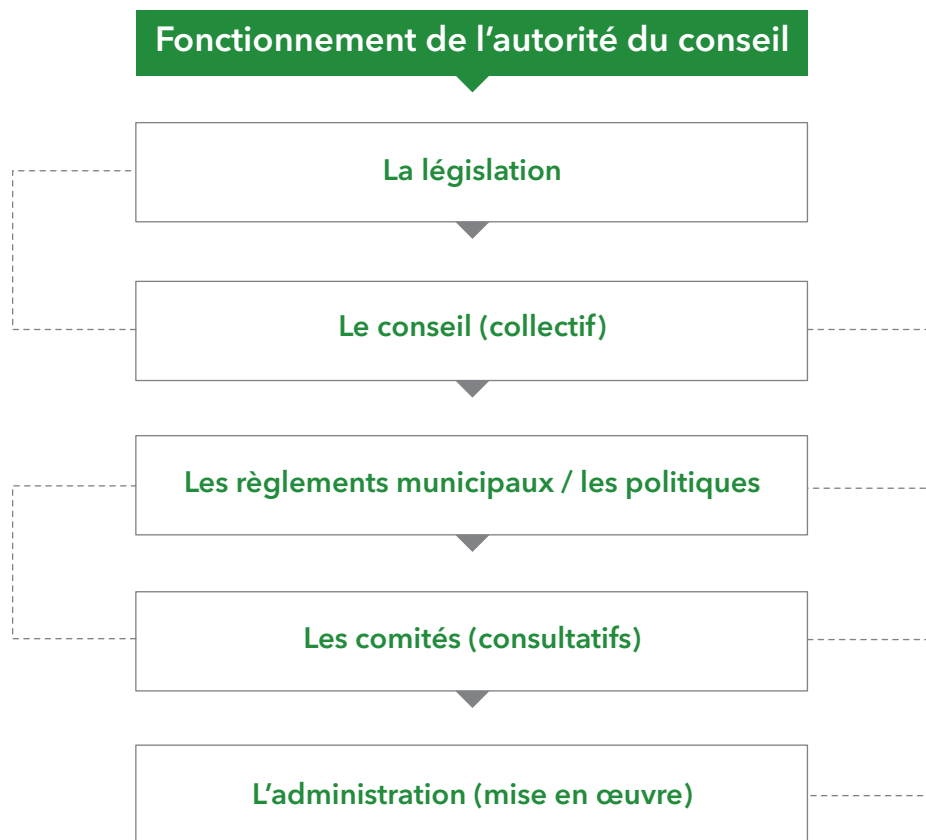 Fonctionnement de l’autorité du conseil
La législation
Le conseil (collectif)
Les règlements municipaux / les politiques
Les comités (consultatifs)
L’administration (mise en œuvre)